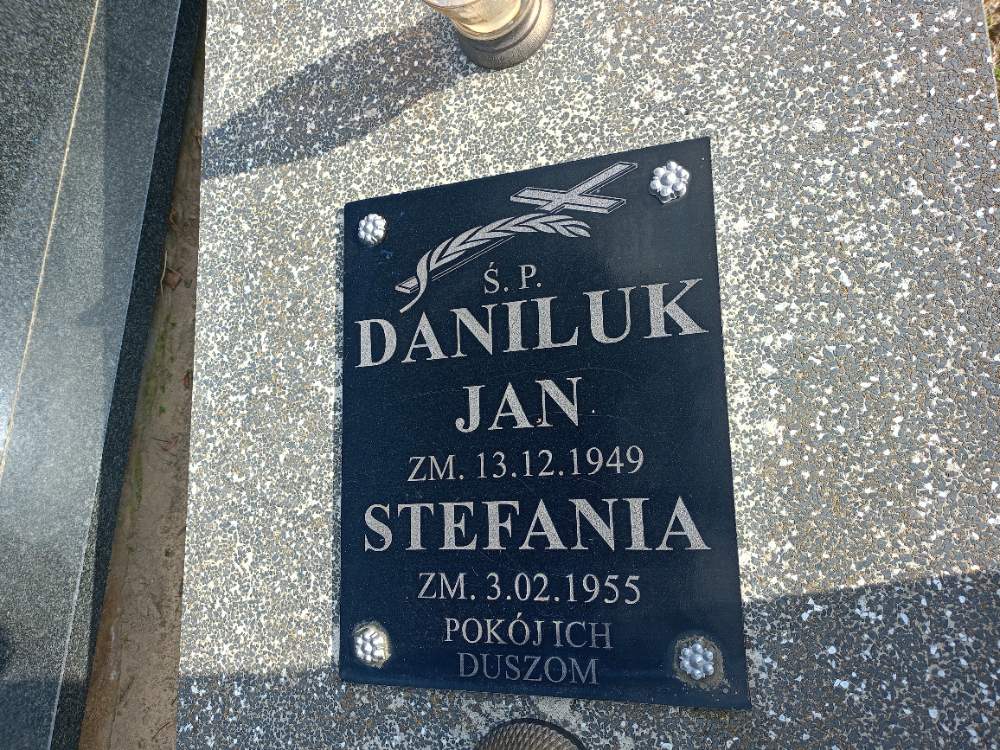 Ś. P.
DANILUK
JAN
ZM. 13.12.1949
STEFANIA
ZM. 3.02.1955
POKÓJ ICH
DUSZOM